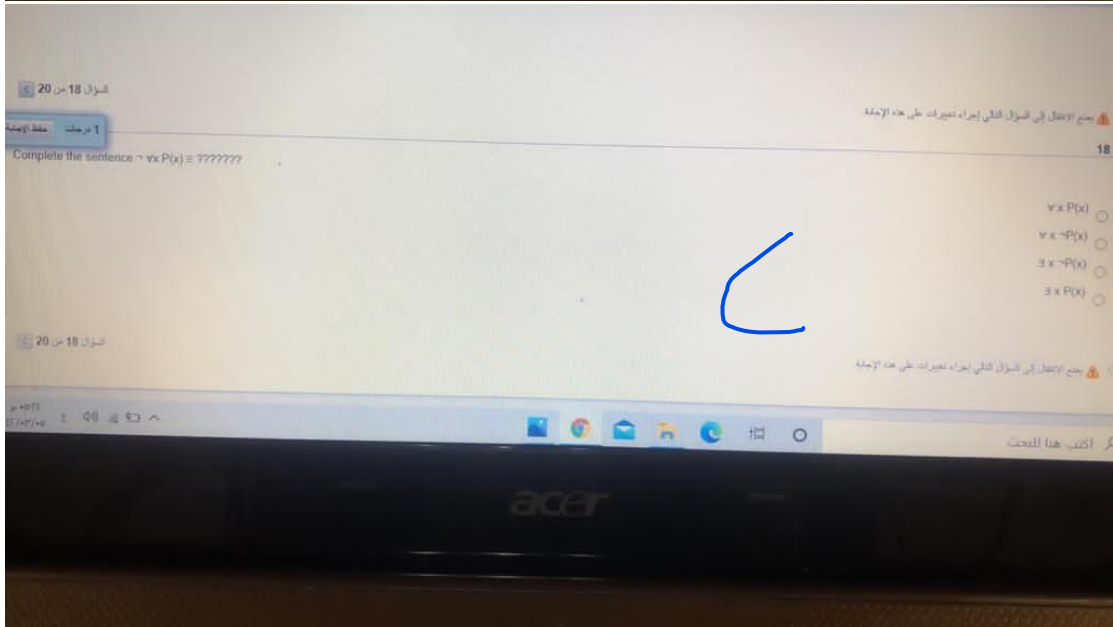 السؤال 18 من 20
يمنع الانتقال إلى السؤال التالي إجراء تغييرات على هذه الإجابة.
1 درجات حفظ الإجابة
18
Complete the sentence ¬ ∀x P(x) ≡ ???????
∀ x P(x)
∀ x ¬P(x)
∃ x ¬P(x)
∃ x P(x)
السؤال 18 من 20
يمنع الانتقال إلى السؤال التالي إجراء تغييرات على هذه الإجابة.
اكتب هنا للبحث
acer